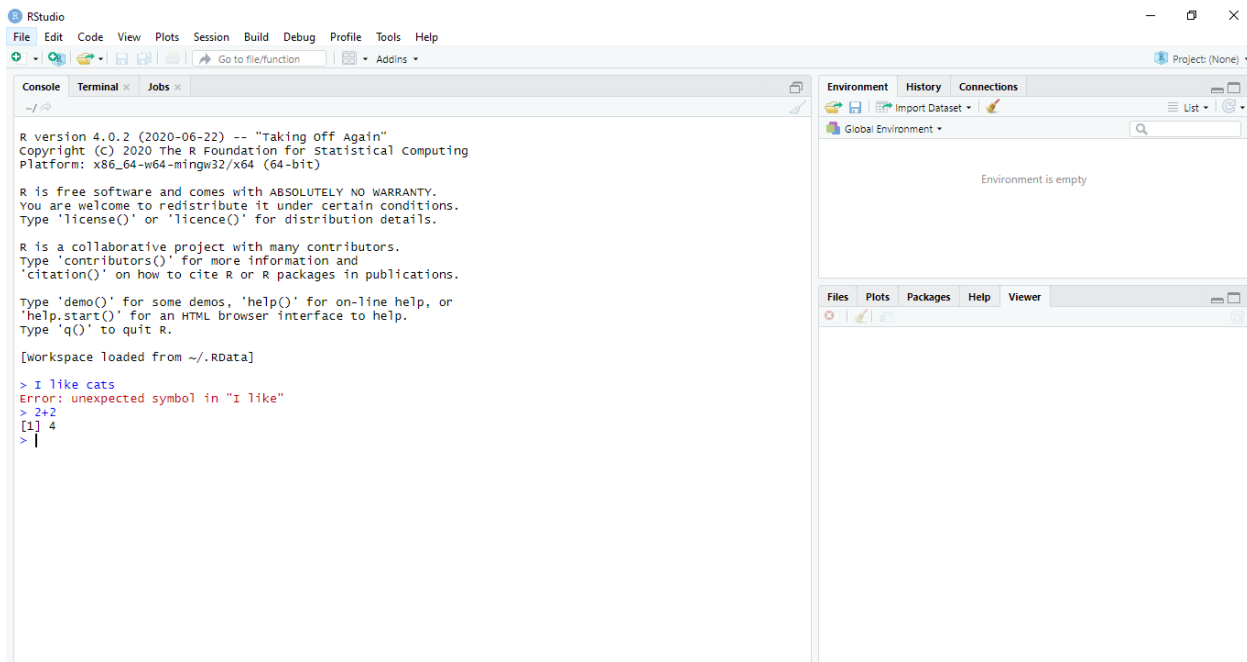 RStudio
File Edit Code View Plots Session Build Debug Profile Tools Help
Go to file/function Addins Project: (None)
Console Terminal Jobs
~/
R version 4.0.2 (2020-06-22) -- "Taking Off Again"
Copyright (C) 2020 The R Foundation for Statistical Computing
Platform: x86_64-w64-mingw32/x64 (64-bit)
R is free software and comes with ABSOLUTELY NO WARRANTY.
You are welcome to redistribute it under certain conditions.
Type 'license()' or 'licence()' for distribution details.
R is a collaborative project with many contributors.
Type 'contributors()' for more information and
'citation()' on how to cite R or R packages in publications.
Type 'demo()' for some demos, 'help()' for on-line help, or
'help.start()' for an HTML browser interface to help.
Type 'q()' to quit R.
[Workspace loaded from ~/.RData]
> I like cats
Error: unexpected symbol in "I like"
> 2+2
[1] 4
>
Environment History Connections
Import Dataset List
Global Environment
Environment is empty
Files Plots Packages Help Viewer